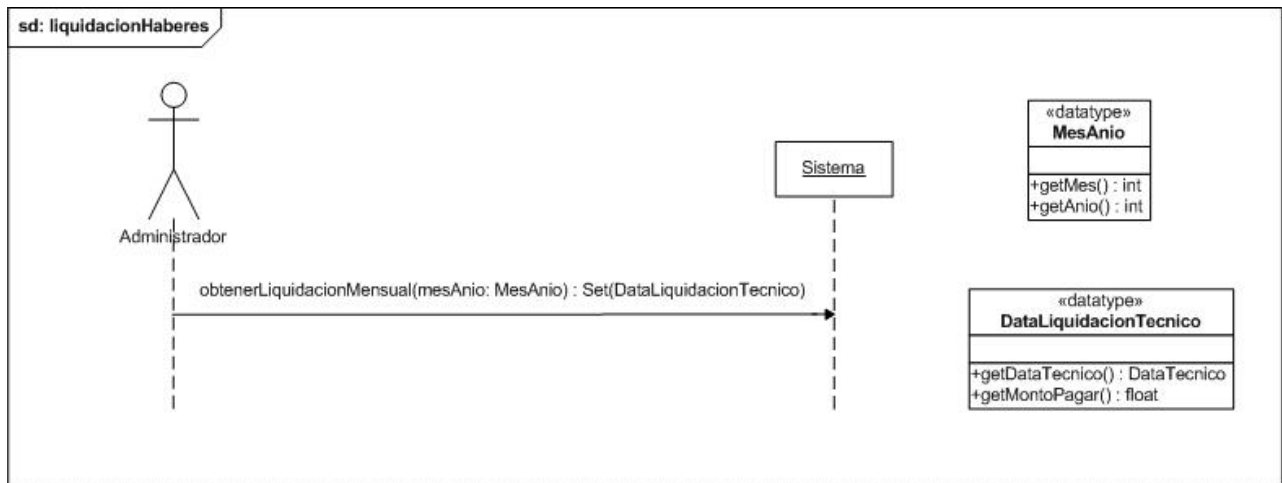 sd: liquidacionHaberes
Administrador
Sistema
obtenerLiquidacionMensual(mesAnio: MesAnio) : Set(DataLiquidacionTecnico)
«datatype»
MesAnio
+getMes() : int
+getAnio() : int
«datatype»
DataLiquidacionTecnico
+getDataTecnico() : DataTecnico
+getMontoPagar() : float